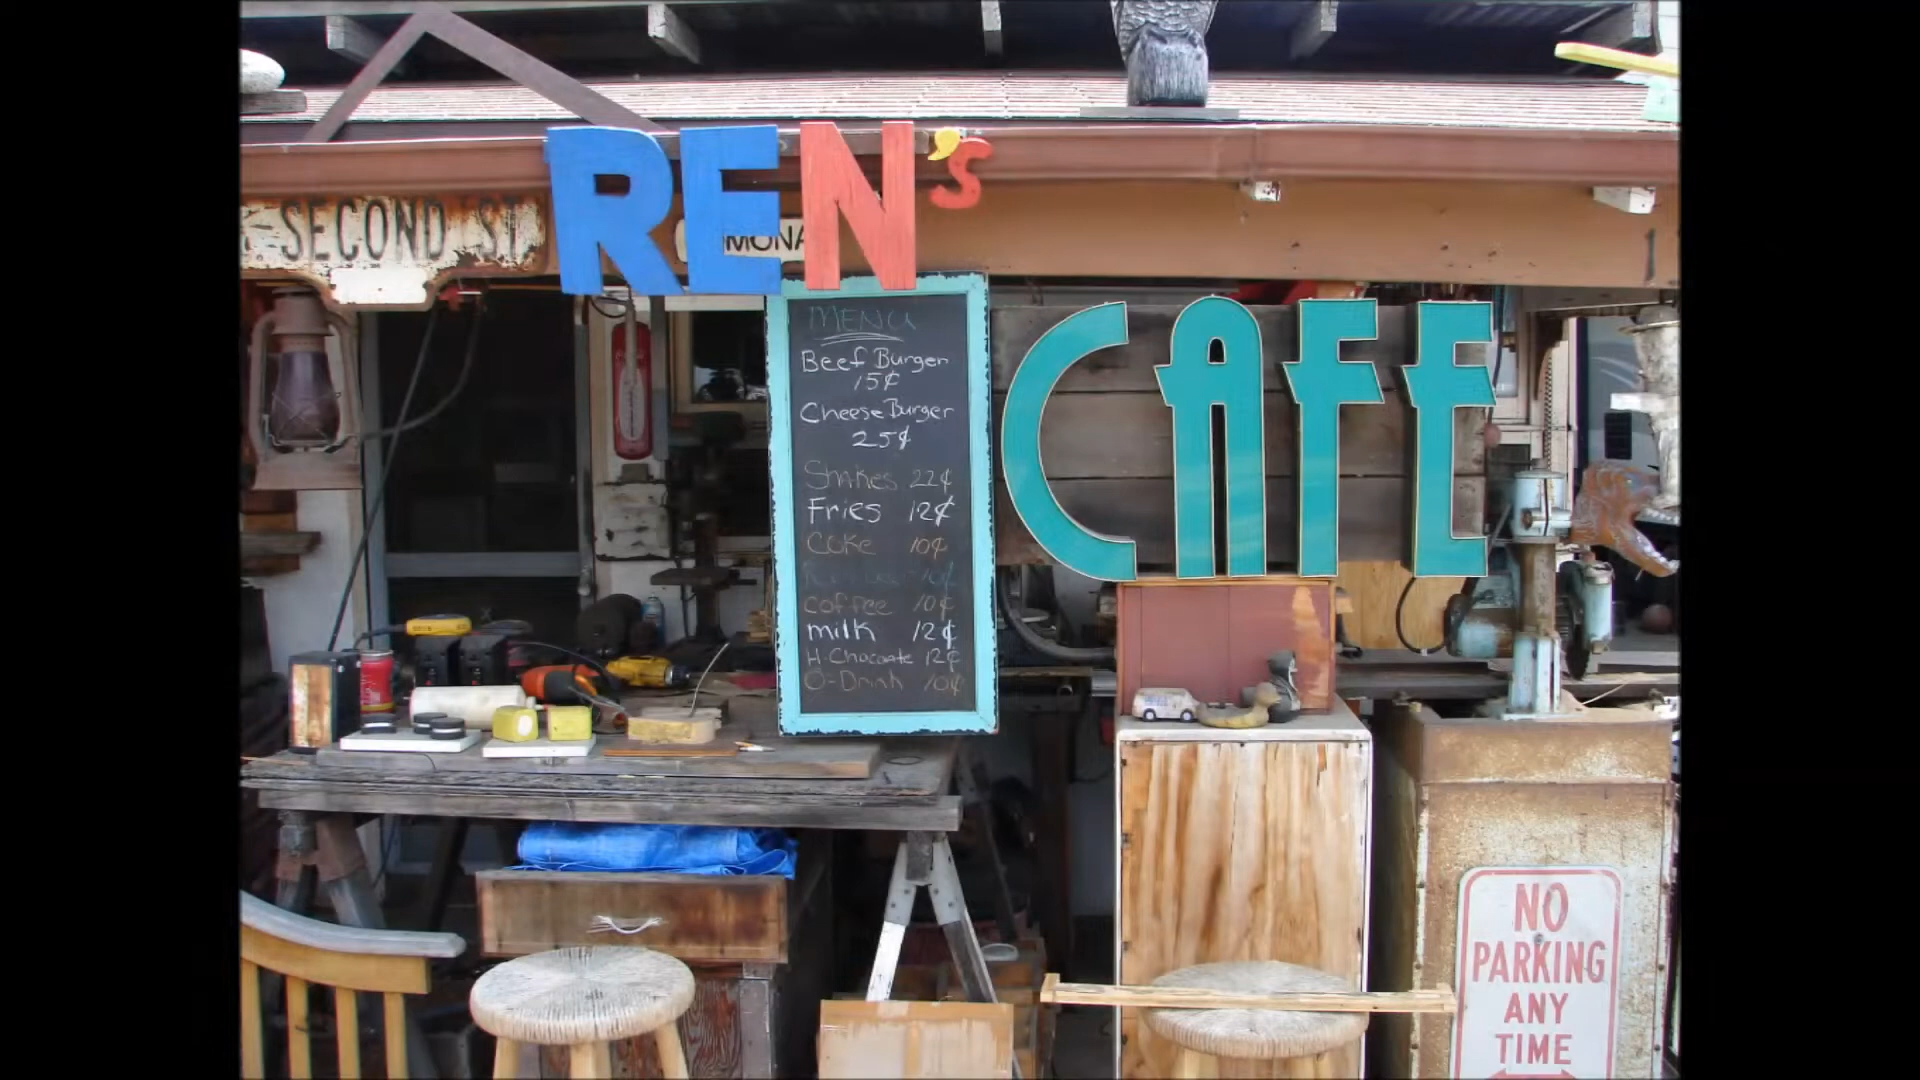 REN's
SECOND ST
MONA
CAFE
MENU
Beef Burger
15¢
Cheese Burger
25¢
Shakes 22¢
Fries 12¢
Coke 10¢
10¢
Coffee 10¢
milk 12¢
H. Chocoate 12¢
O-Drink 10¢
NO
PARKING
ANY
TIME